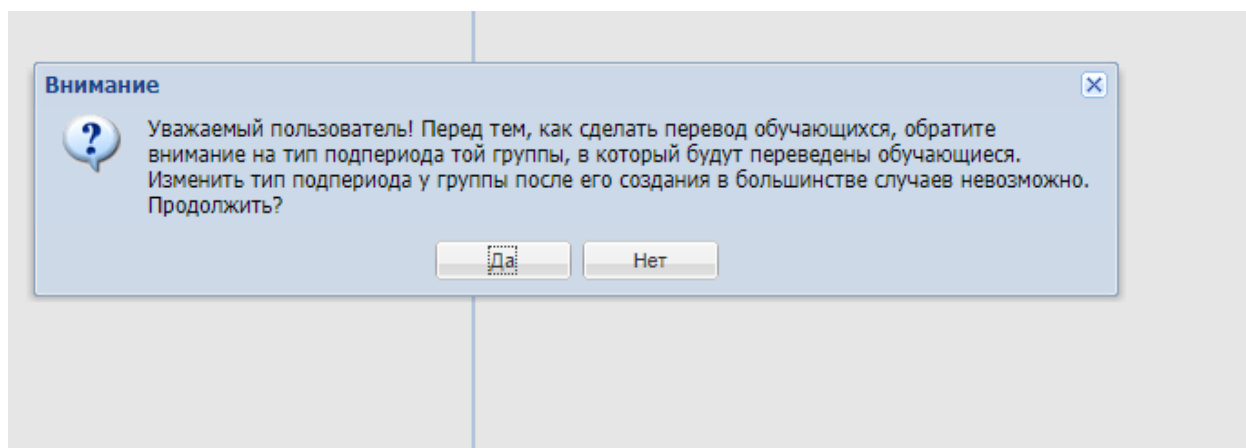 Внимание
Уважаемый пользователь! Перед тем, как сделать перевод обучающихся, обратите
внимание на тип подпериода той группы, в который будут переведены обучающиеся.
Изменить тип подпериода у группы после его создания в большинстве случаев невозможно.
Продолжить?
Да Нет